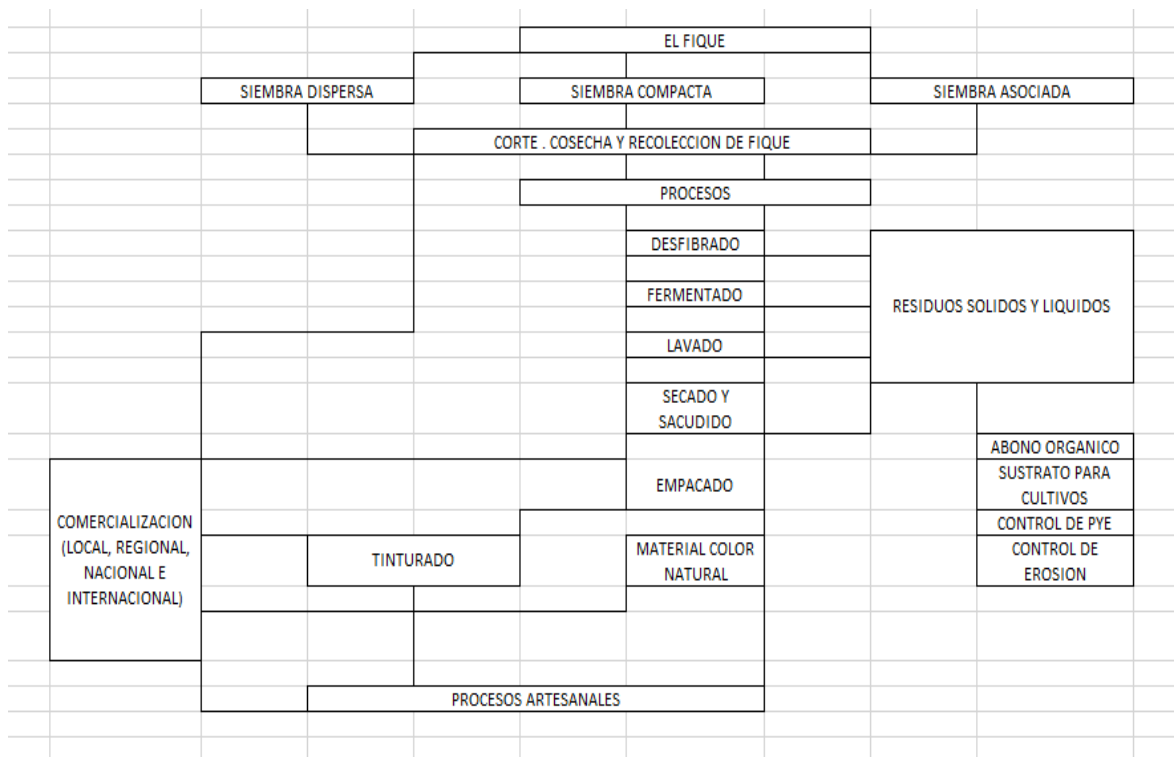 EL FIQUE
SIEMBRA DISPERSA
SIEMBRA COMPACTA
SIEMBRA ASOCIADA
CORTE . COSECHA Y RECOLECCION DE FIQUE
PROCESOS
DESFIBRADO
FERMENTADO
LAVADO
SECADO Y
SACUDIDO
RESIDUOS SOLIDOS Y LIQUIDOS
ABONO ORGANICO
SUSTRATO PARA
CULTIVOS
CONTROL DE PYE
CONTROL DE
EROSION
EMPACADO
COMERCIALIZACION
(LOCAL, REGIONAL,
NACIONAL E
INTERNACIONAL)
TINTURADO
MATERIAL COLOR
NATURAL
PROCESOS ARTESANALES